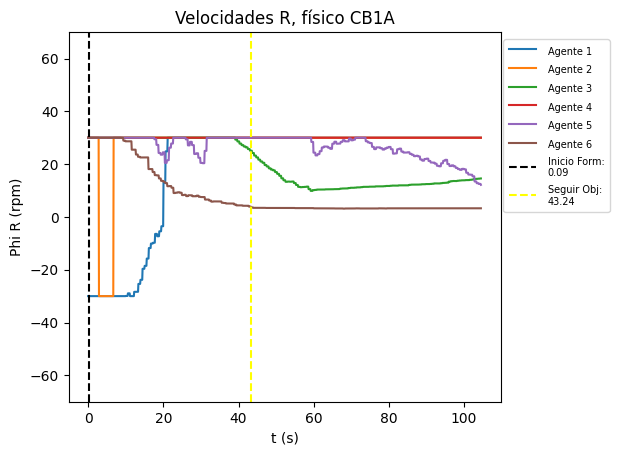 Velocidades R, físico CB1A
Agente 1
Agente 2
Agente 3
Agente 4
Agente 5
Agente 6
Inicio Form:
0.09
Seguir Obj:
43.24
Phi R (rpm)
60
40
20
0
−20
−40
−60
0 20 40 60 80 100
t (s)